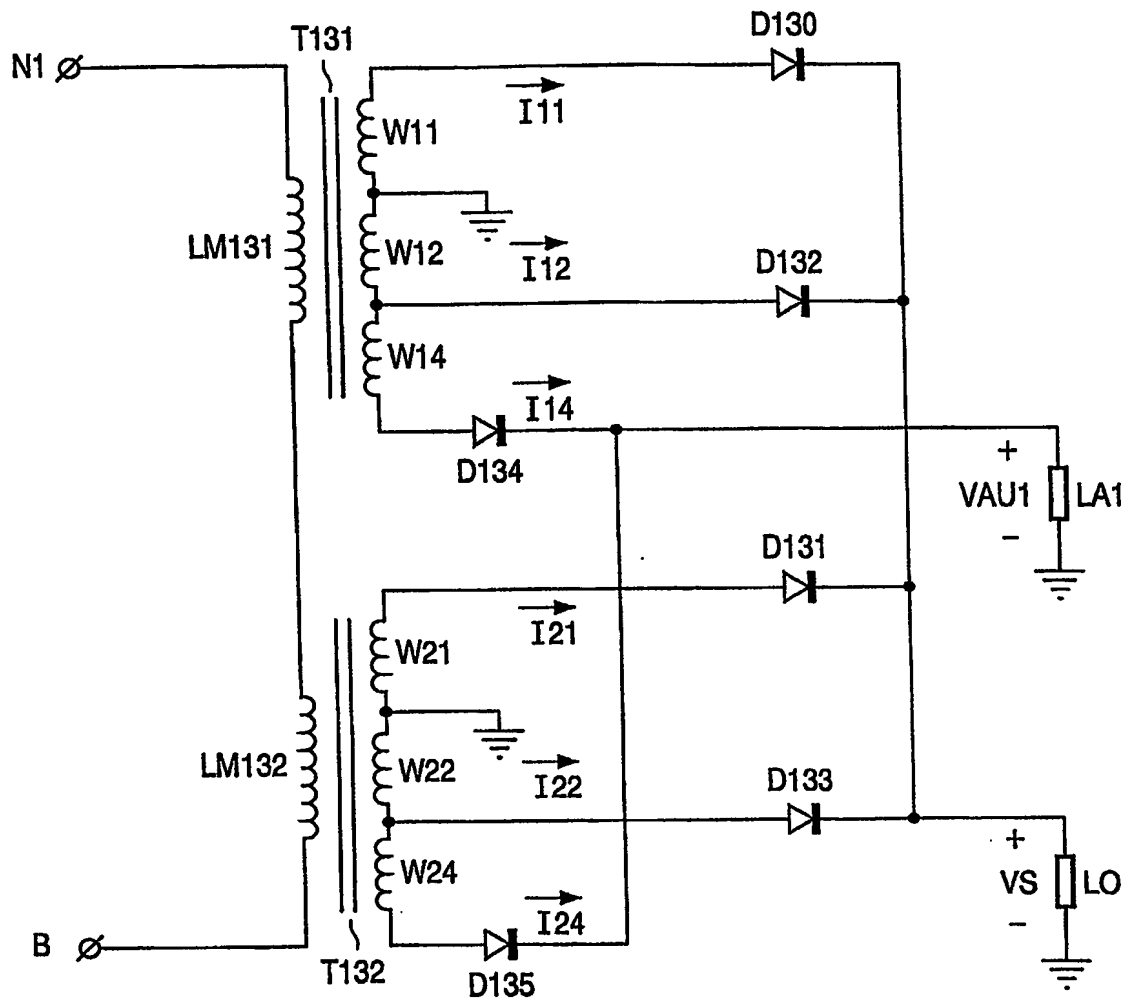 T131
D130
N1
I11
W11
LM131
W12
I12
D132
W14
I14
D134
+
VAU1
LA1
−
D131
I21
W21
LM132
W22
I22
D133
W24
+
VS
LO
−
I24
B
T132
D135